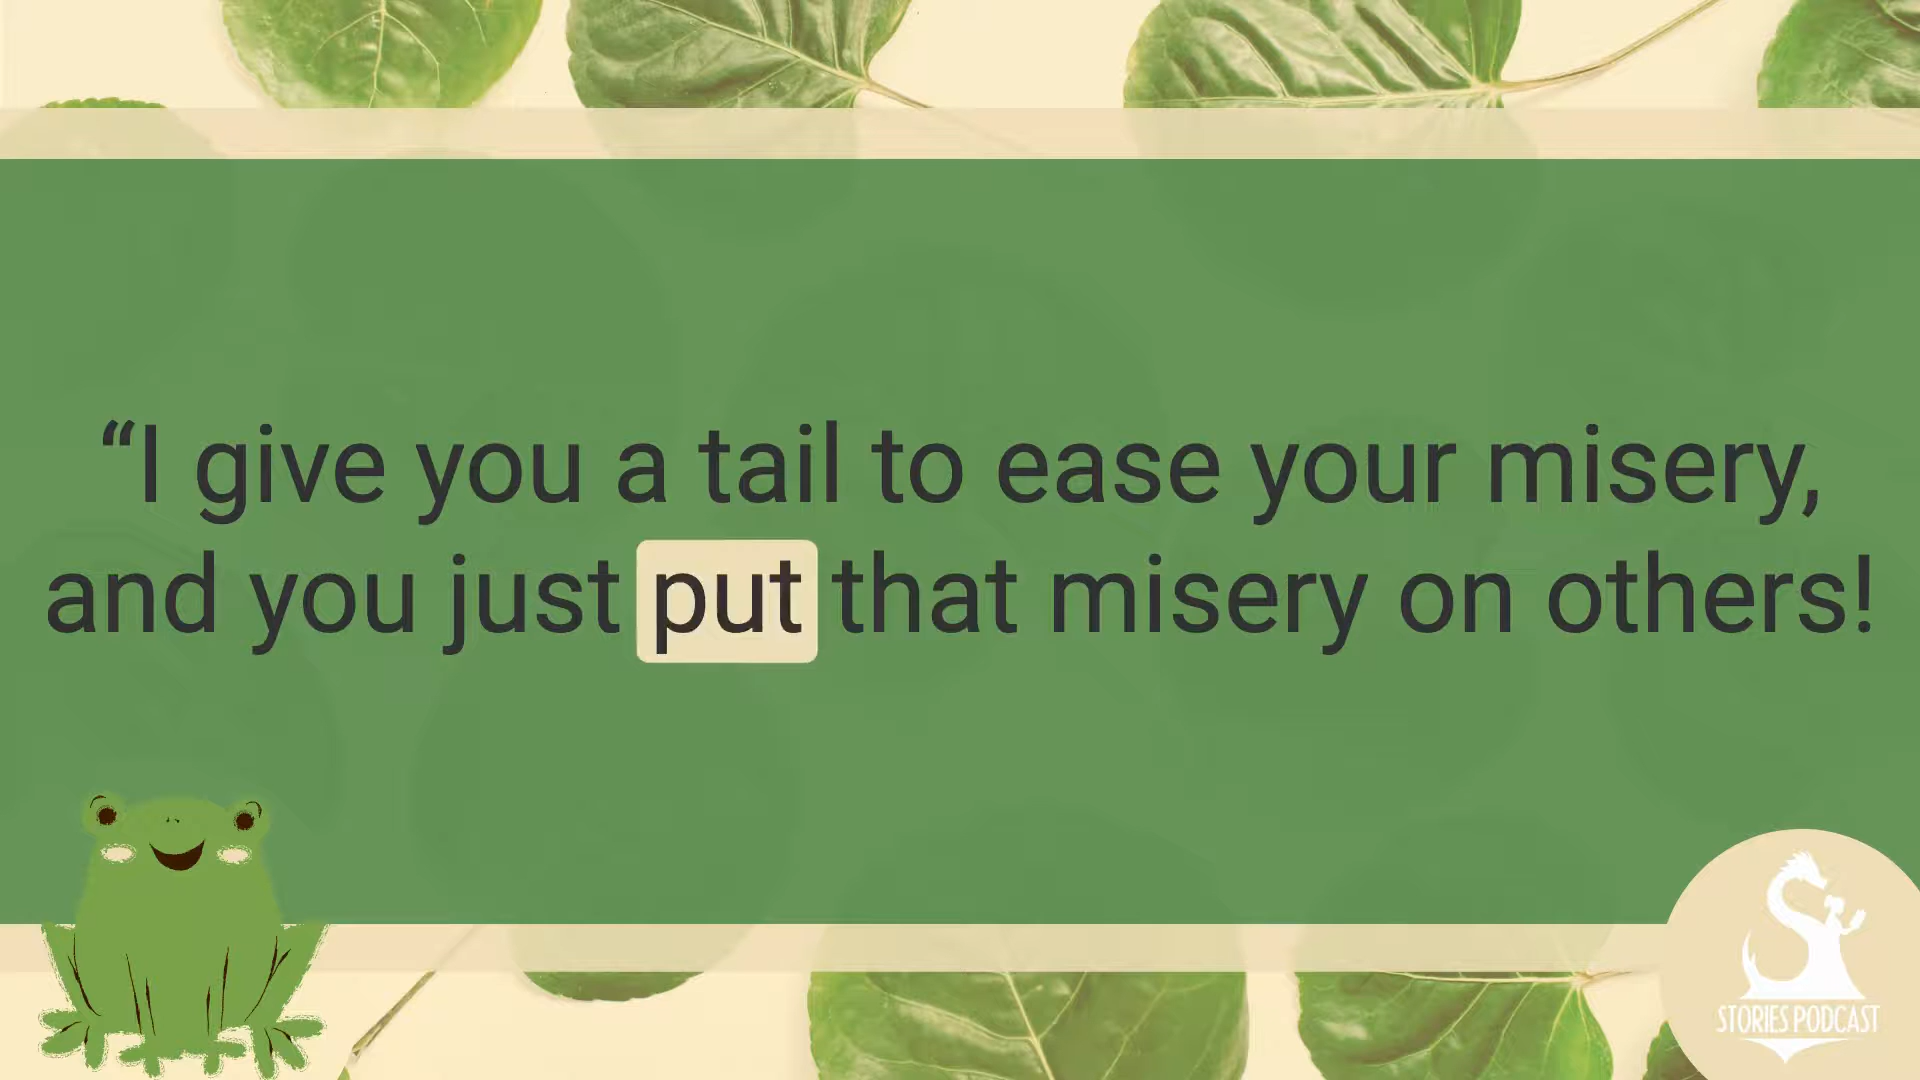 “I give you a tail to ease your misery,
and you just put that misery on others!
STORIES PODCAST